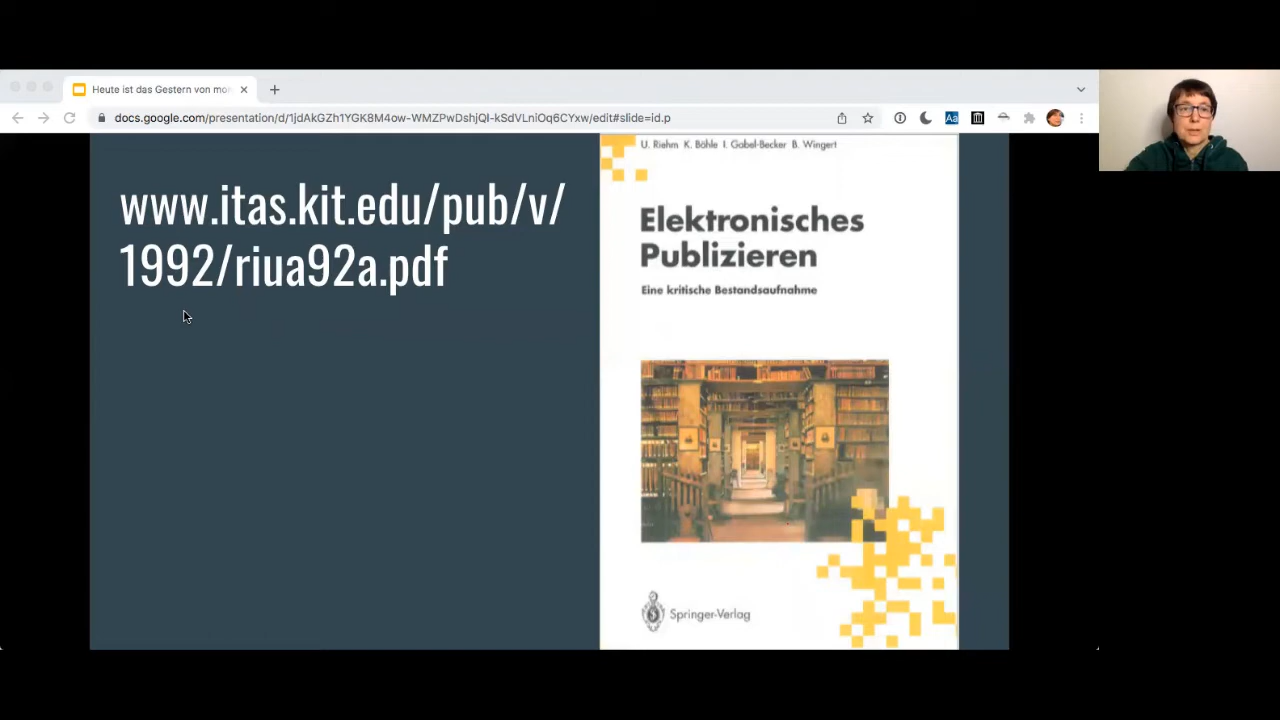 Heute ist das Gestern von mo
docs.google.com/presentation/d/1jdAkGZh1YGK8M4ow-WMZPwDshjQI-kSdVLniOq6CYxw/edit#slide=id.p
Aa
www.itas.kit.edu/pub/v/
1992/riua92a.pdf
U. Riehm K. Böhle I. Gabel-Becker B. Wingert
Elektronisches
Publizieren
Eine kritische Bestandsaufnahme
Springer-Verlag